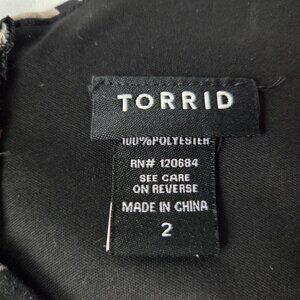 TORRID
100%POLYESTER
RN# 120684
SEE CARE
ON REVERSE
MADE IN CHINA
2